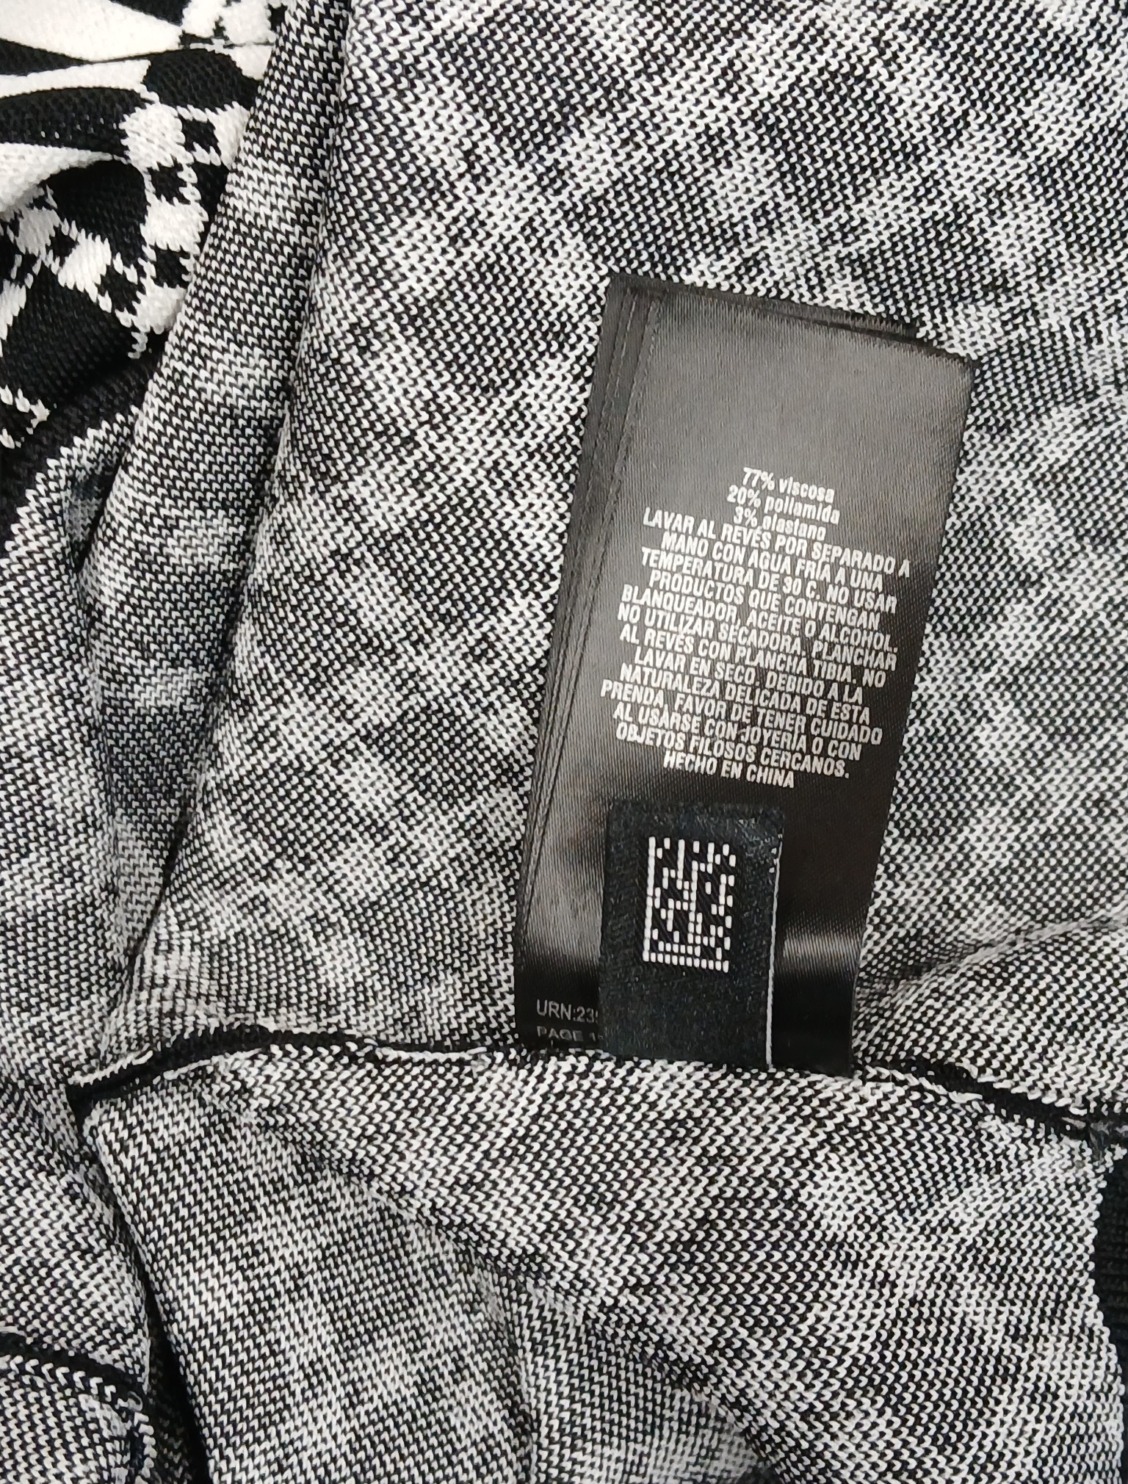 77% viscosa
20% poliamida
3% elastano
LAVAR AL REVÉS POR SEPARADO A
MANO CON AGUA FRÍA A UNA
TEMPERATURA DE 30 C. NO USAR
PRODUCTOS QUE CONTENGAN
BLANQUEADOR, ACEITE O ALCOHOL.
NO UTILIZAR SECADORA, PLANCHAR
AL REVÉS CON PLANCHA TIBIA. NO
LAVAR EN SECO. DEBIDO A LA
NATURALEZA DELICADA DE ESTA
PRENDA, FAVOR DE TENER CUIDADO
AL USARSE CON JOYERÍA O CON
OBJETOS FILOSOS CERCANOS.
HECHO EN CHINA
URN:23
PAGE 1